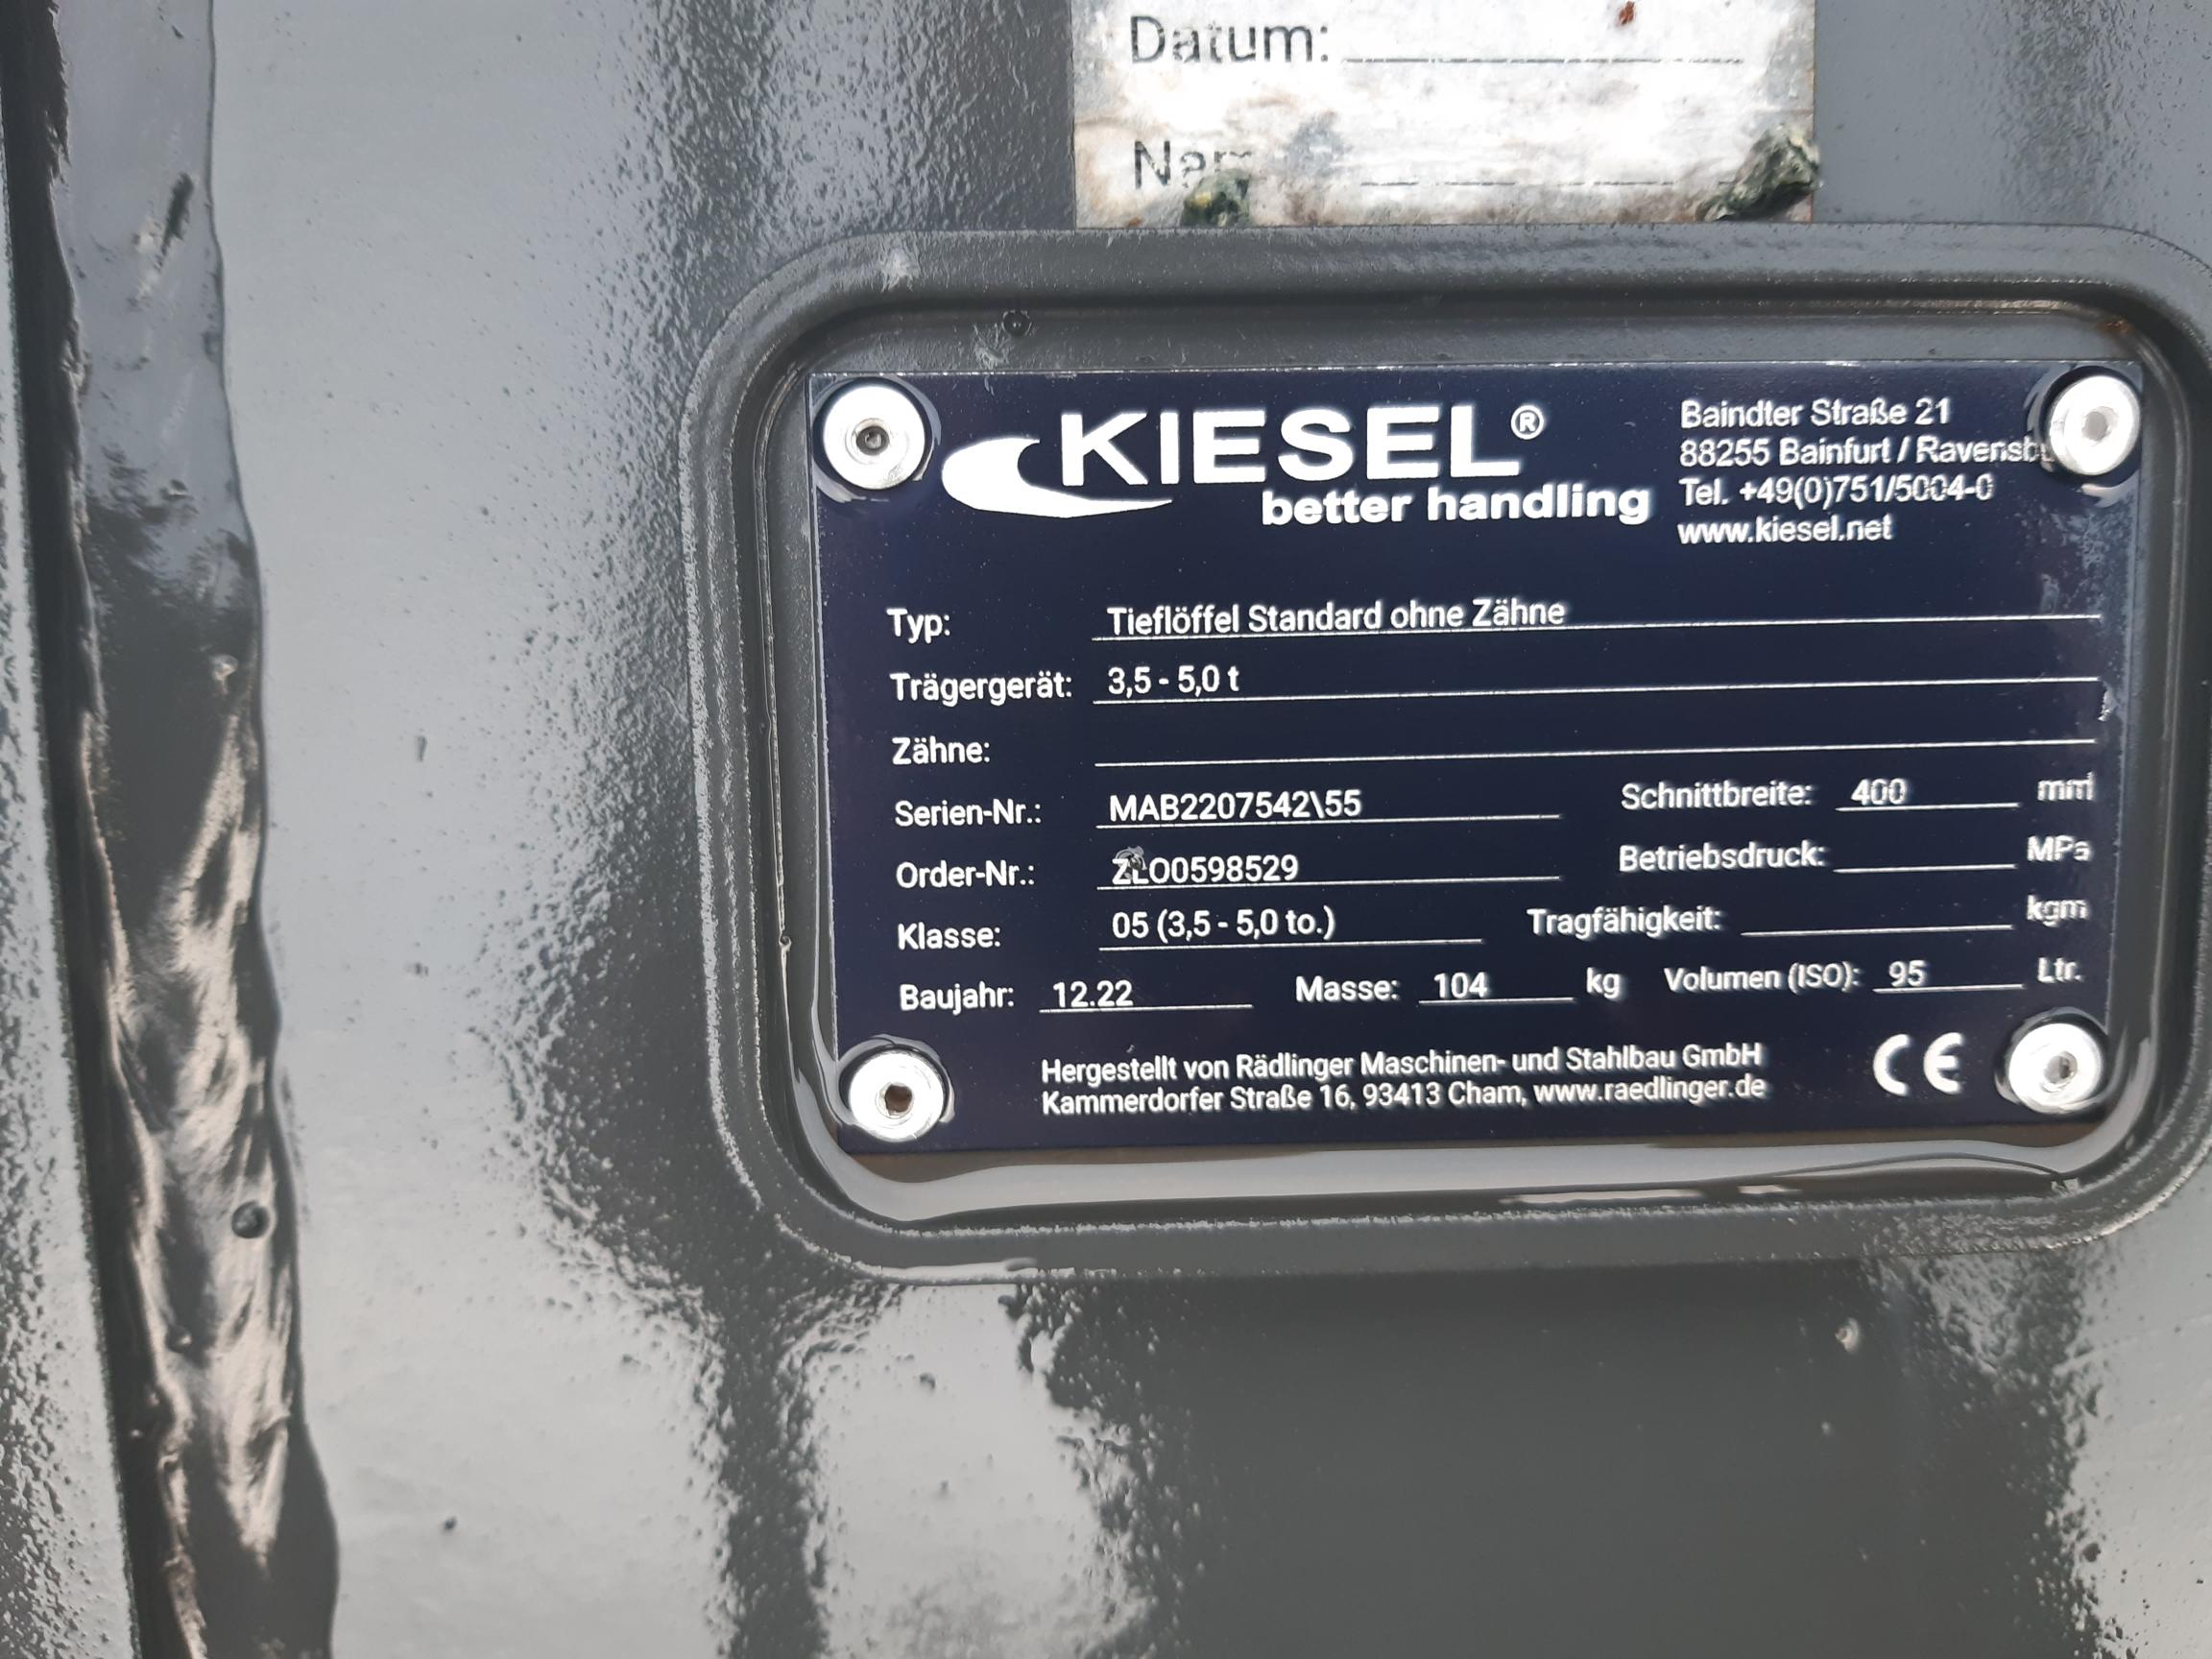 Datum:
KIESEL®
better handling
Baindter Straße 21
88255 Bainfurt / Ravensbu
Tel. +49(0)751/5004-0
www.kiesel.net
Typ: Tieflöffel Standard ohne Zähne
Trägergerät: 3,5 - 5,0 t
Zähne:
Serien-Nr.: MAB2207542\55 Schnittbreite: 400 mm
Order-Nr.: ZLO0598529 Betriebsdruck: MPa
Klasse: 05 (3,5 - 5,0 to.) Tragfähigkeit: kgm
Baujahr: 12.22 Masse: 104 kg Volumen (ISO): 95 Ltr.
Hergestellt von Rädlinger Maschinen- und Stahlbau GmbH
Kammerdorfer Straße 16, 93413 Cham, www.raedlinger.de
CE